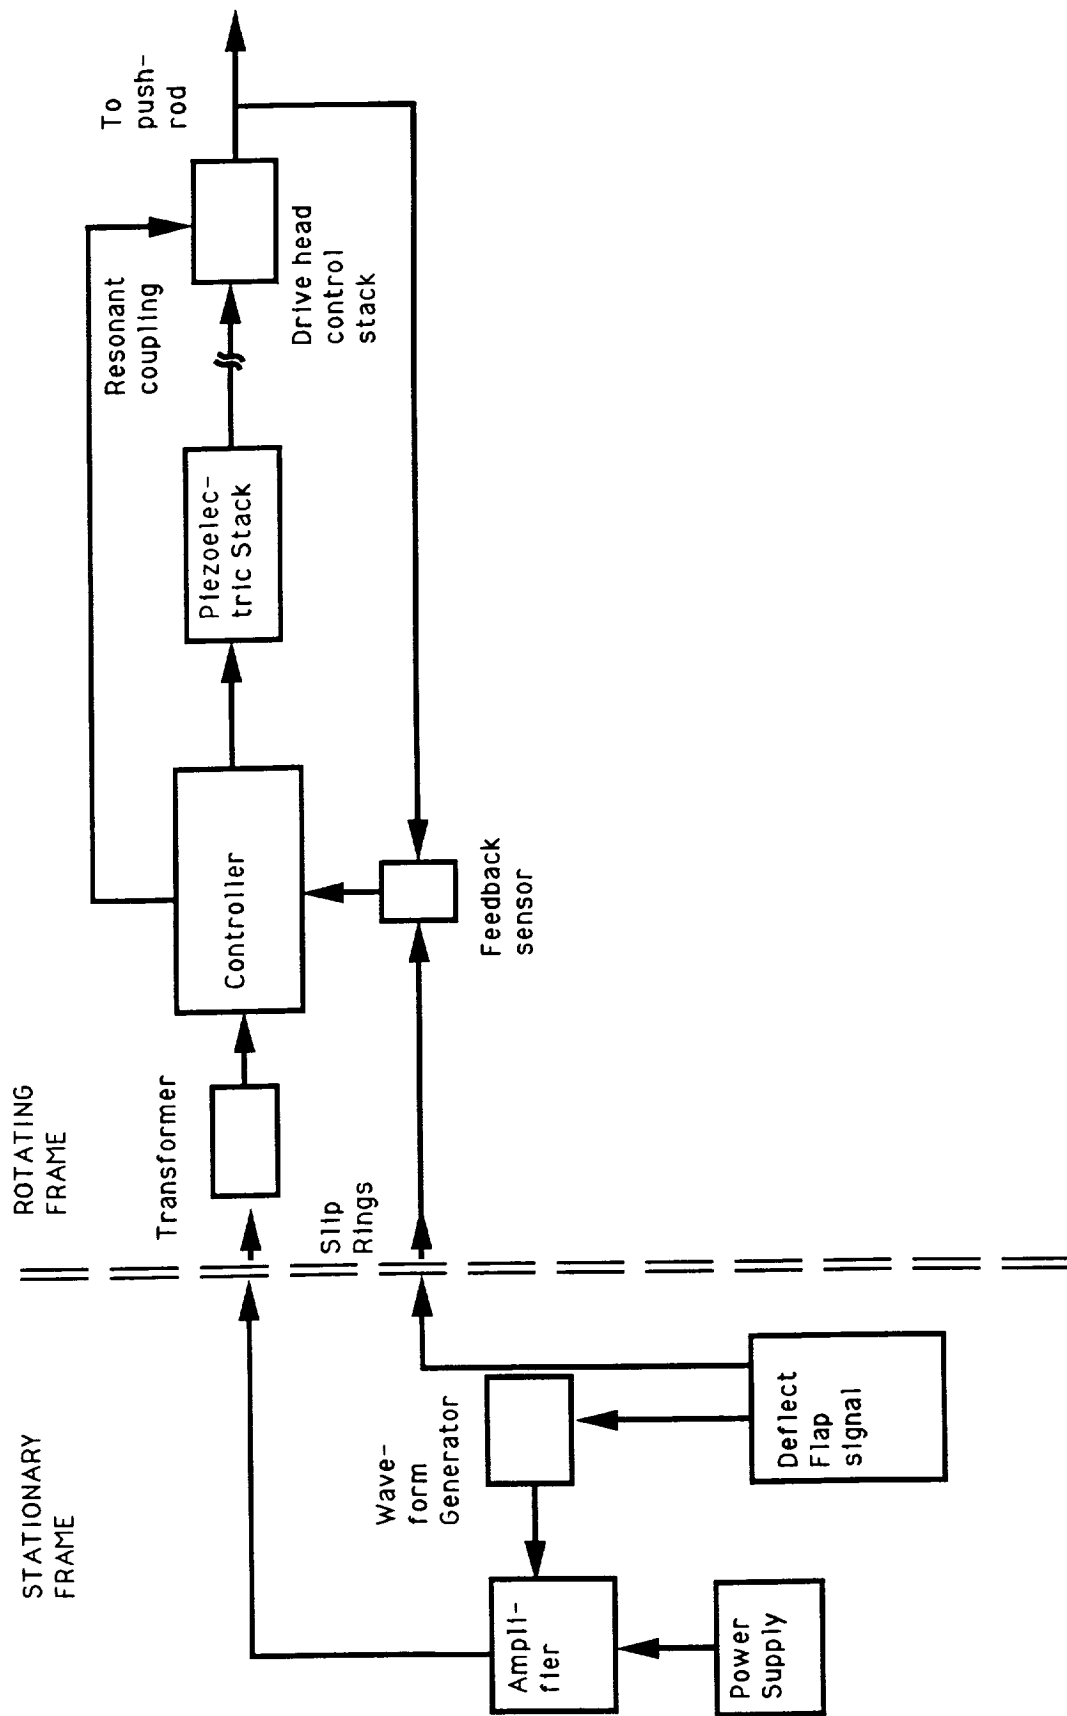 STATIONARY
FRAME
ROTATING
FRAME
Transformer
Resonant
coupling
To
push-
rod
Controller
Piezoelec-
tric Stack
Drive head
control
stack
Slip
Rings
Feedback
sensor
Wave-
form
Generator
Ampli-
fier
Power
Supply
Deflect
Flap
signal